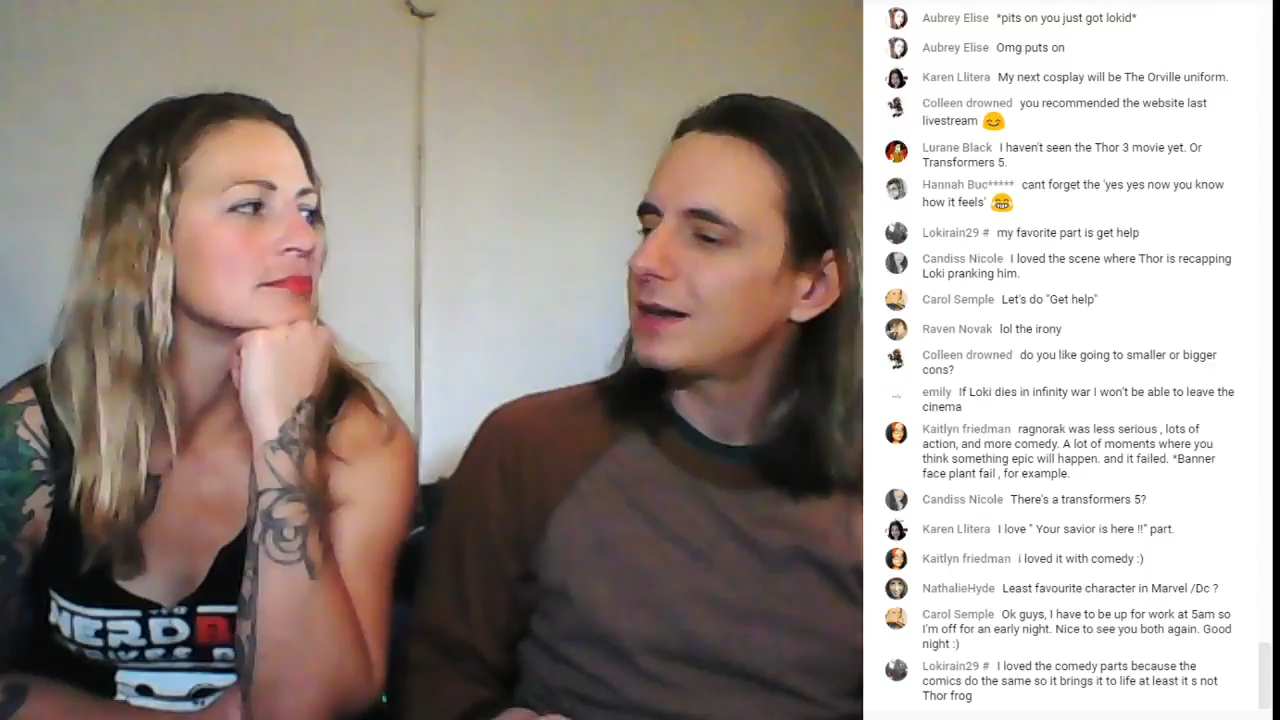 Aubrey Elise *pits on you just got lokid*
Aubrey Elise Omg puts on
Karen Llitera My next cosplay will be The Orville uniform.
Colleen drowned you recommended the website last
livestream 😊
Lurane Black I haven't seen the Thor 3 movie yet. Or
Transformers 5.
Hannah Buc***** cant forget the 'yes yes now you know
how it feels' 😂
Lokirain29 # my favorite part is get help
Candiss Nicole I loved the scene where Thor is recapping
Loki pranking him.
Carol Semple Let's do "Get help"
Raven Novak lol the irony
Colleen drowned do you like going to smaller or bigger
cons?
emily If Loki dies in infinity war I won't be able to leave the
cinema
Kaitlyn friedman ragnorak was less serious , lots of
action, and more comedy. A lot of moments where you
think something epic will happen. and it failed. *Banner
face plant fail , for example.
Candiss Nicole There's a transformers 5?
Karen Llitera I love " Your savior is here !!" part.
Kaitlyn friedman i loved it with comedy :)
NathalieHyde Least favourite character in Marvel /Dc ?
Carol Semple Ok guys, I have to be up for work at 5am so
I'm off for an early night. Nice to see you both again. Good
night :)
Lokirain29 # I loved the comedy parts because the
comics do the same so it brings it to life at least it s not
Thor frog
NERD